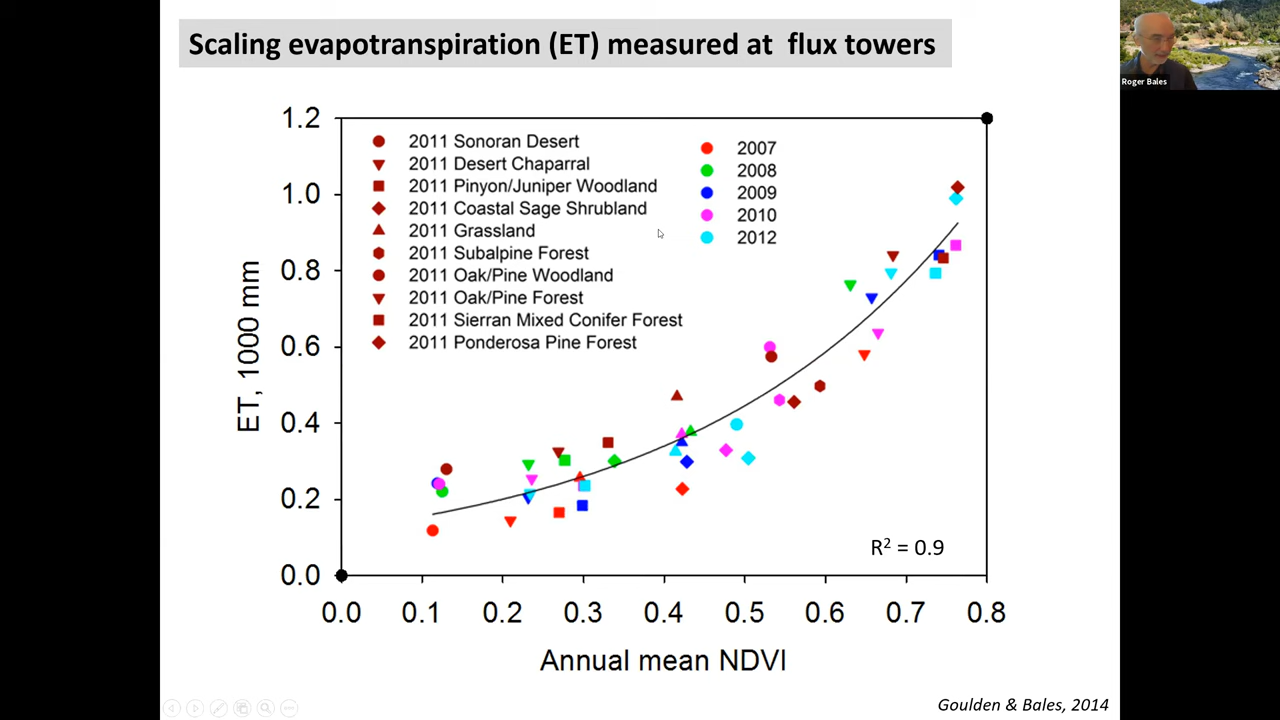 Scaling evapotranspiration (ET) measured at flux towers
Roger Bales
1.2
1.0
0.8
0.6
0.4
0.2
0.0
ET, 1000 mm
2011 Sonoran Desert
2011 Desert Chaparral
2011 Pinyon/Juniper Woodland
2011 Coastal Sage Shrubland
2011 Grassland
2011 Subalpine Forest
2011 Oak/Pine Woodland
2011 Oak/Pine Forest
2011 Sierran Mixed Conifer Forest
2011 Ponderosa Pine Forest
2007
2008
2009
2010
2012
R² = 0.9
0.0 0.1 0.2 0.3 0.4 0.5 0.6 0.7 0.8
Annual mean NDVI
Goulden & Bales, 2014